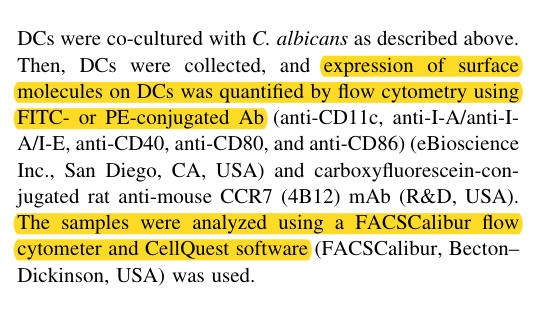 DCs were co-cultured with C. albicans as described above.
Then, DCs were collected, and expression of surface
molecules on DCs was quantified by flow cytometry using
FITC- or PE-conjugated Ab (anti-CD11c, anti-I-A/anti-I-
A/I-E, anti-CD40, anti-CD80, and anti-CD86) (eBioscience
Inc., San Diego, CA, USA) and carboxyfluorescein-con-
jugated rat anti-mouse CCR7 (4B12) mAb (R&D, USA).
The samples were analyzed using a FACSCalibur flow
cytometer and CellQuest software (FACSCalibur, Becton–
Dickinson, USA) was used.